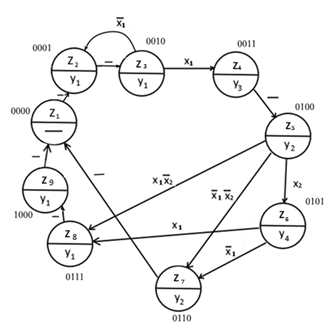 x̅₁
0001
0010
Z₂
y₁
–
Z₃
y₁
x₁
0011
Z₄
y₃
–
–
0000
Z₁
–
0100
Z₅
y₂
–
Z₉
y₁
–
x₁x̅₂
x̅₁x̅₂
x₂
0101
1000
–
x₁
Z₆
y₄
Z₈
y₁
0111
x̅₁
Z₇
y₂
0110